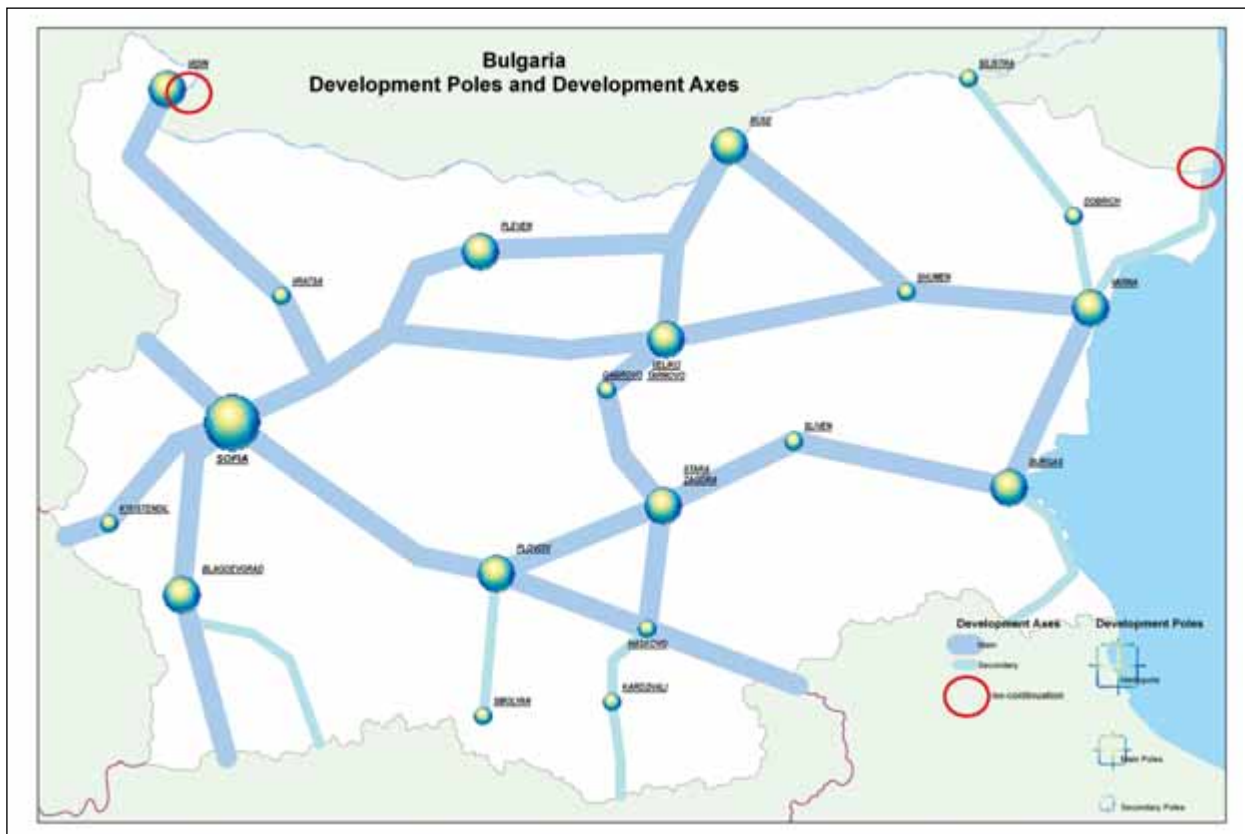 Bulgaria
Development Poles and Development Axes
VIDIN
SILISTRA
RUSE
PLEVEN
DOBRICH
VRATSA
SHUMEN
VARNA
VELIKO
GABROVO TARNOVO
SLIVEN
SOFIA
BURGAS
STARA
ZAGORA
KYUSTENDIL
PLOVDIV
BLAGOEVGRAD
HASKOVO
KARDZHALI
SMOLYAN
Development Axes
Main
Secondary
no-continuation
Development Poles
Main Poles
Secondary Poles